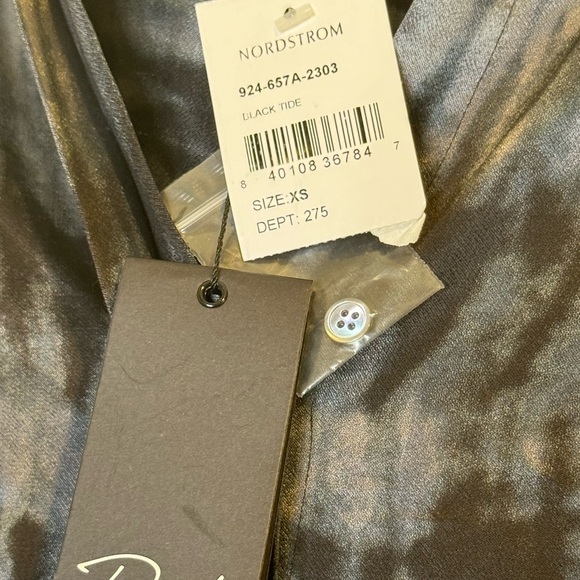 NORDSTROM
924-657A-2303
BLACK TIDE
8 40108 36784 7
SIZE:XS
DEPT: 275